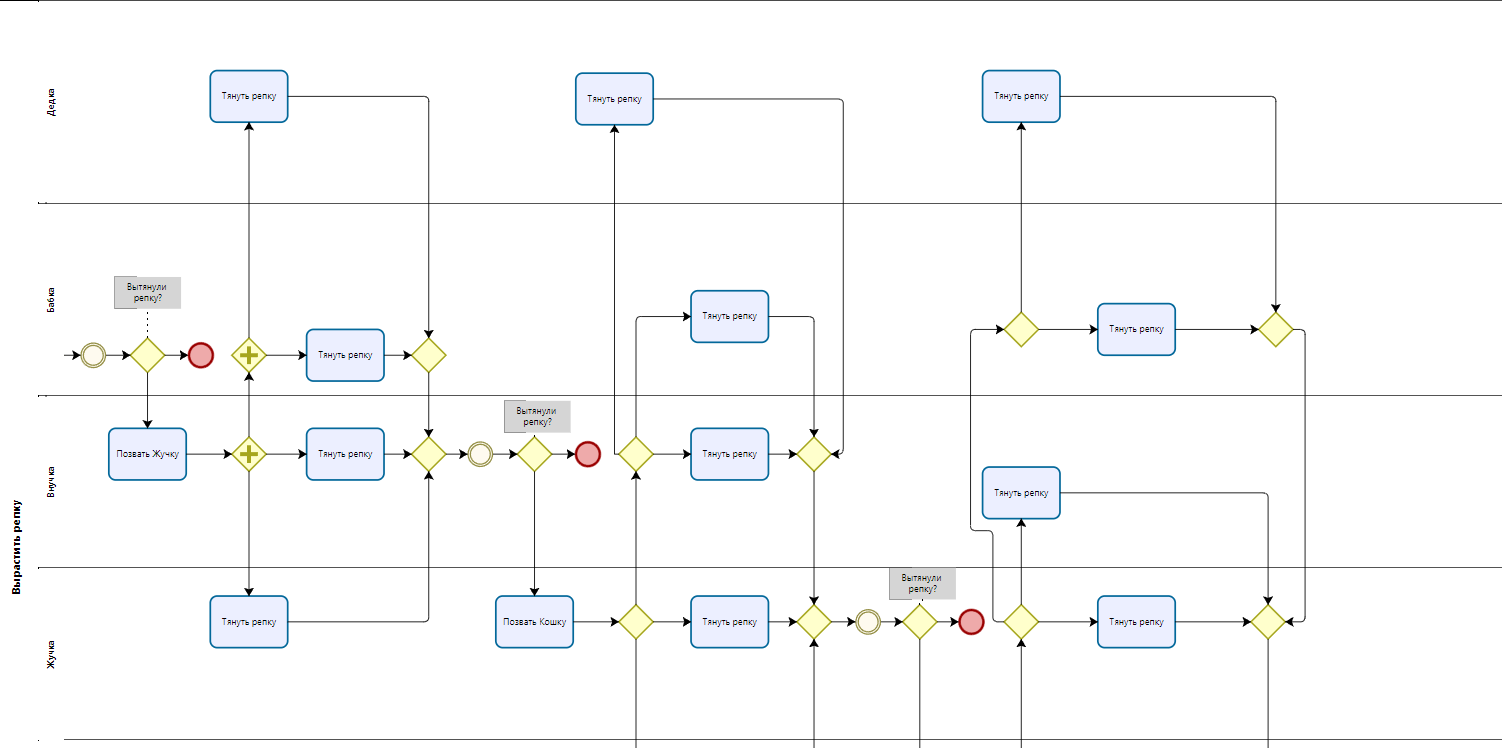 Вырастить репку
Дедка
Тянуть репку
Тянуть репку
Тянуть репку
Бабка
Вытянули
репку?
Тянуть репку
Тянуть репку
Тянуть репку
Внучка
Позвать Жучку
Тянуть репку
Вытянули
репку?
Тянуть репку
Тянуть репку
Жучка
Тянуть репку
Позвать Кошку
Тянуть репку
Вытянули
репку?
Тянуть репку